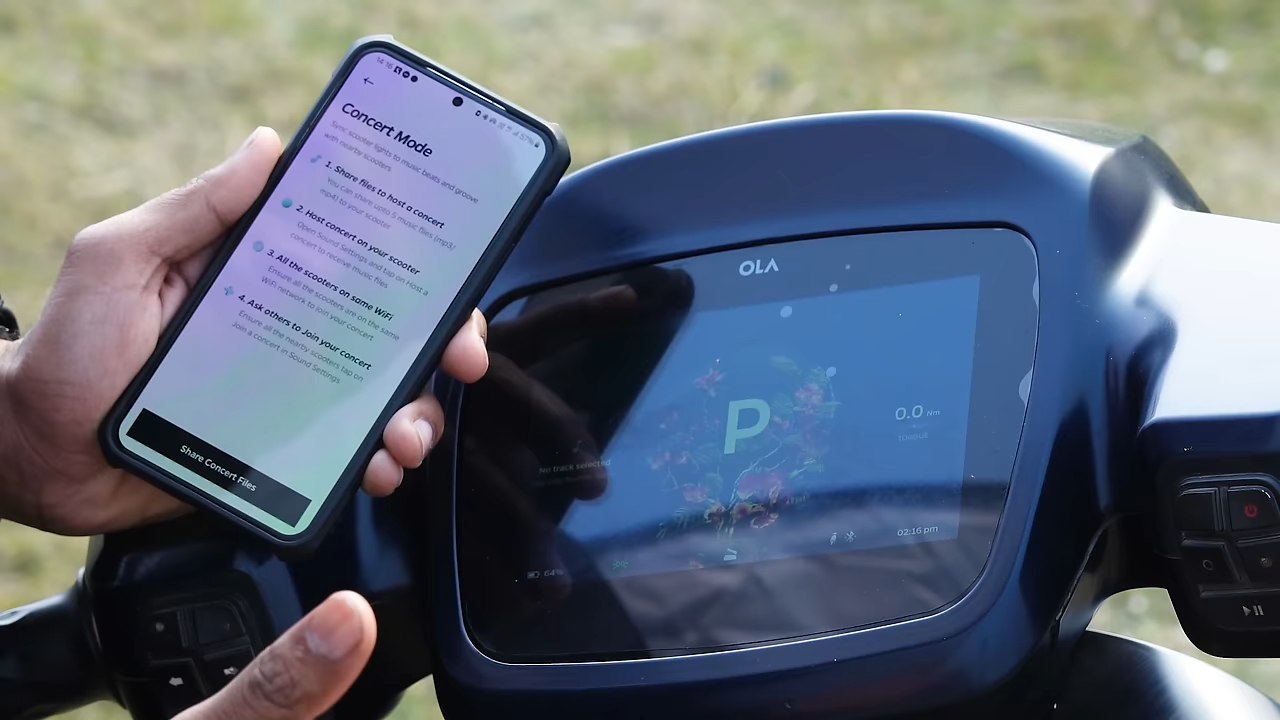 Concert Mode
Sync scooter lights to music beats and groove
with nearby scooters
1. Share files to host a concert
You can share upto 5 music files (mp3/
mp4) to your scooter
2. Host concert on your scooter
Open Sound Settings and tap on Host a
concert to receive music files
3. All the scooters on same WiFi
Ensure all the scooters are on the same
WiFi network to join your concert
4. Ask others to Join your concert
Ensure all the nearby scooters tap on
Join a concert in Sound Settings
Share Concert Files
OLA
P
0.0 Nm
No track selected
64%
02:16 pm